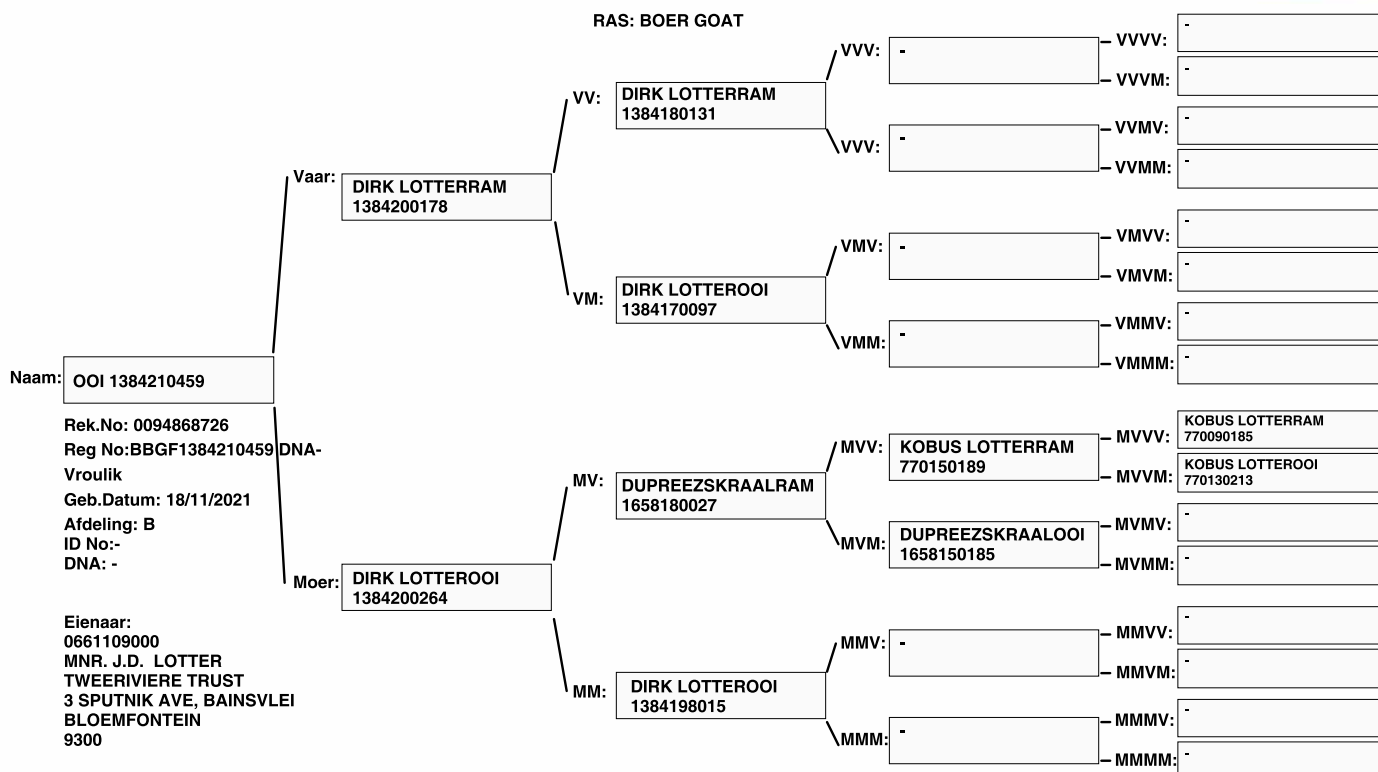 RAS: BOER GOAT
Naam:
OOI 1384210459
Rek.No: 0094868726
Reg No:BBGF1384210459 DNA-
Vroulik
Geb.Datum: 18/11/2021
Afdeling: B
ID No:-
DNA: -
Eienaar:
0661109000
MNR. J.D.  LOTTER
TWEERIVIERE TRUST
3 SPUTNIK AVE, BAINSVLEI
BLOEMFONTEIN
9300
Vaar:
DIRK LOTTERRAM
1384200178
Moer:
DIRK LOTTEROOI
1384200264
VV:
DIRK LOTTERRAM
1384180131
VM:
DIRK LOTTEROOI
1384170097
MV:
DUPREEZSKRAALRAM
1658180027
MM:
DIRK LOTTEROOI
1384198015
VVV:
-
VVV:
-
VMV:
-
VMM:
-
MVV:
KOBUS LOTTERRAM
770150189
MVM:
DUPREEZSKRAALOOI
1658150185
MMV:
-
MMM:
-
VVVV:
-
VVVM:
-
VVMV:
-
VVMM:
-
VMVV:
-
VMVM:
-
VMMV:
-
VMMM:
-
MVVV:
KOBUS LOTTERRAM
770090185
MVVM:
KOBUS LOTTEROOI
770130213
MVMV:
-
MVMM:
-
MMVV:
-
MMVM:
-
MMMV:
-
MMMM:
-